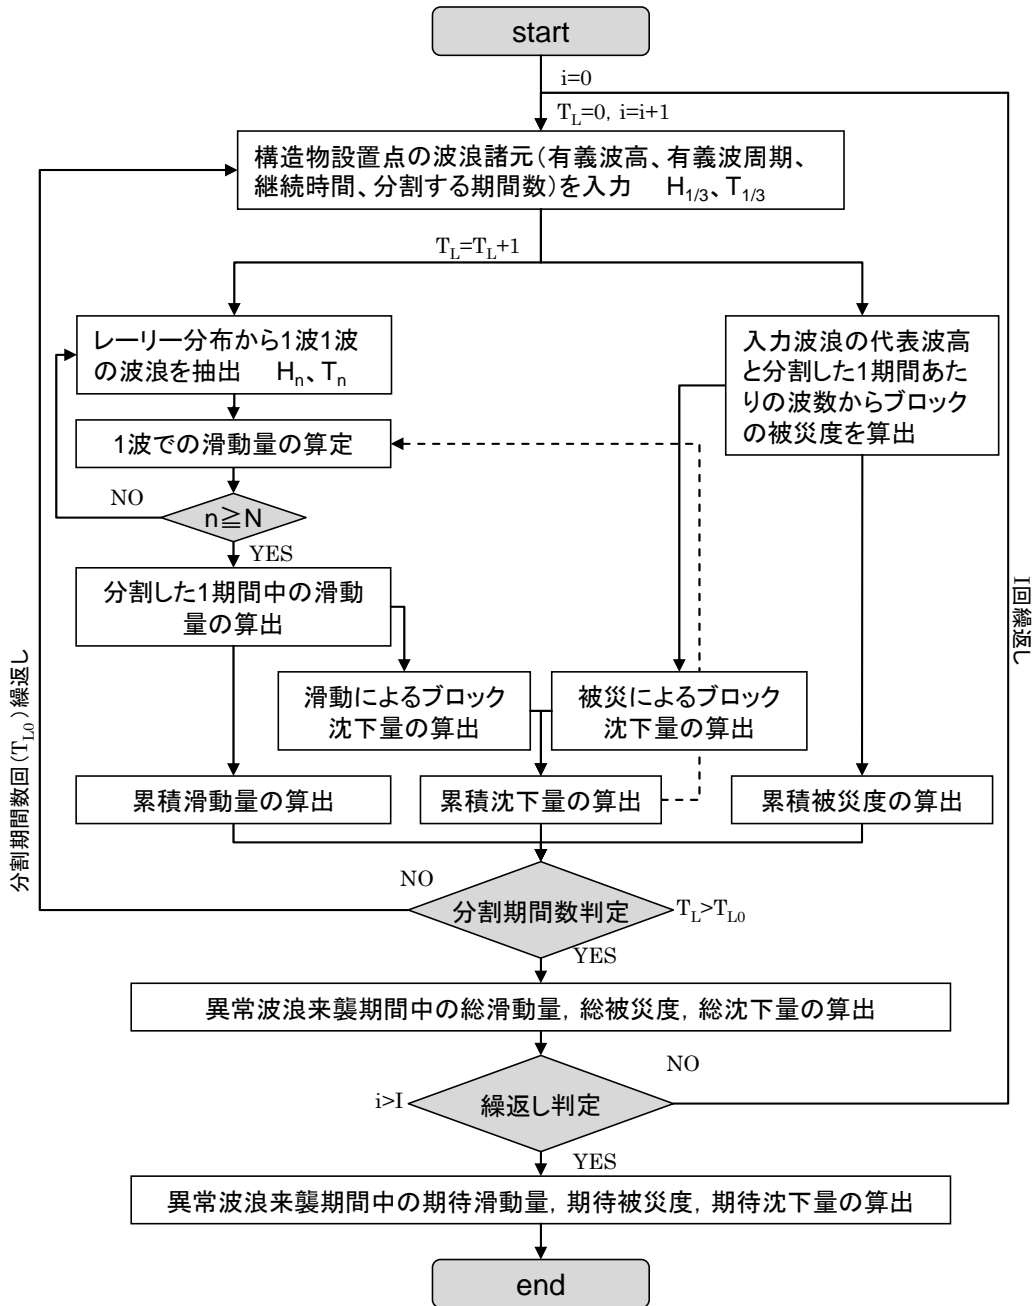 start
i=0
T_L=0, i=i+1
構造物設置点の波浪諸元(有義波高、有義波周期、
継続時間、分割する期間数)を入力 H_1/3、T_1/3
T_L=T_L+1
レーリー分布から1波1波
の波浪を抽出 H_n、T_n
入力波浪の代表波高
と分割した1期間あた
りの波数からブロック
の被災度を算出
1波での滑動量の算定
NO
n≧N
YES
分割した1期間中の滑動
量の算出
滑動によるブロック
沈下量の算出
被災によるブロック
沈下量の算出
累積滑動量の算出
累積沈下量の算出
累積被災度の算出
分割期間数回(T_L0)繰返し
I回繰返し
NO
分割期間数判定
T_L>T_L0
YES
異常波浪来襲期間中の総滑動量, 総被災度, 総沈下量の算出
NO
i>I
繰返し判定
YES
異常波浪来襲期間中の期待滑動量, 期待被災度, 期待沈下量の算出
end